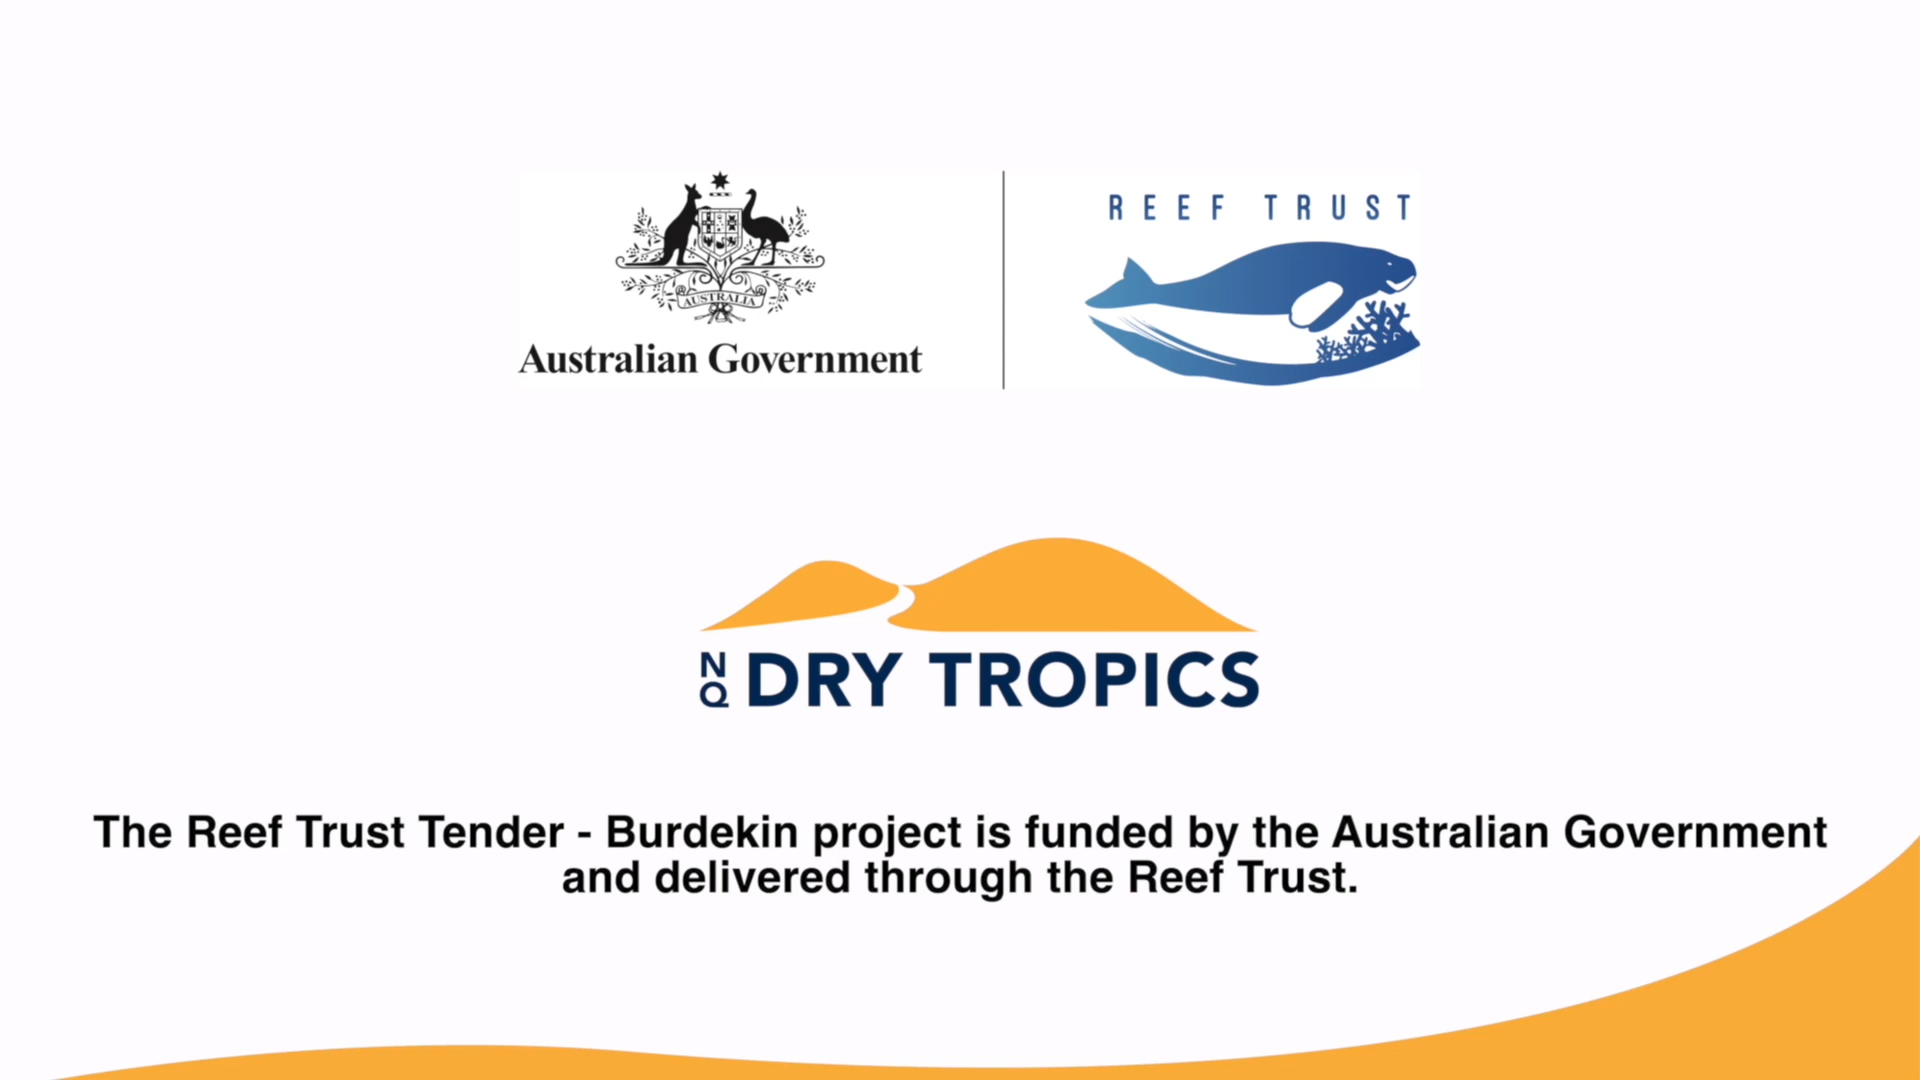 REEF TRUST
AUSTRALIA
Australian Government
NQ DRY TROPICS
The Reef Trust Tender - Burdekin project is funded by the Australian Government
and delivered through the Reef Trust.